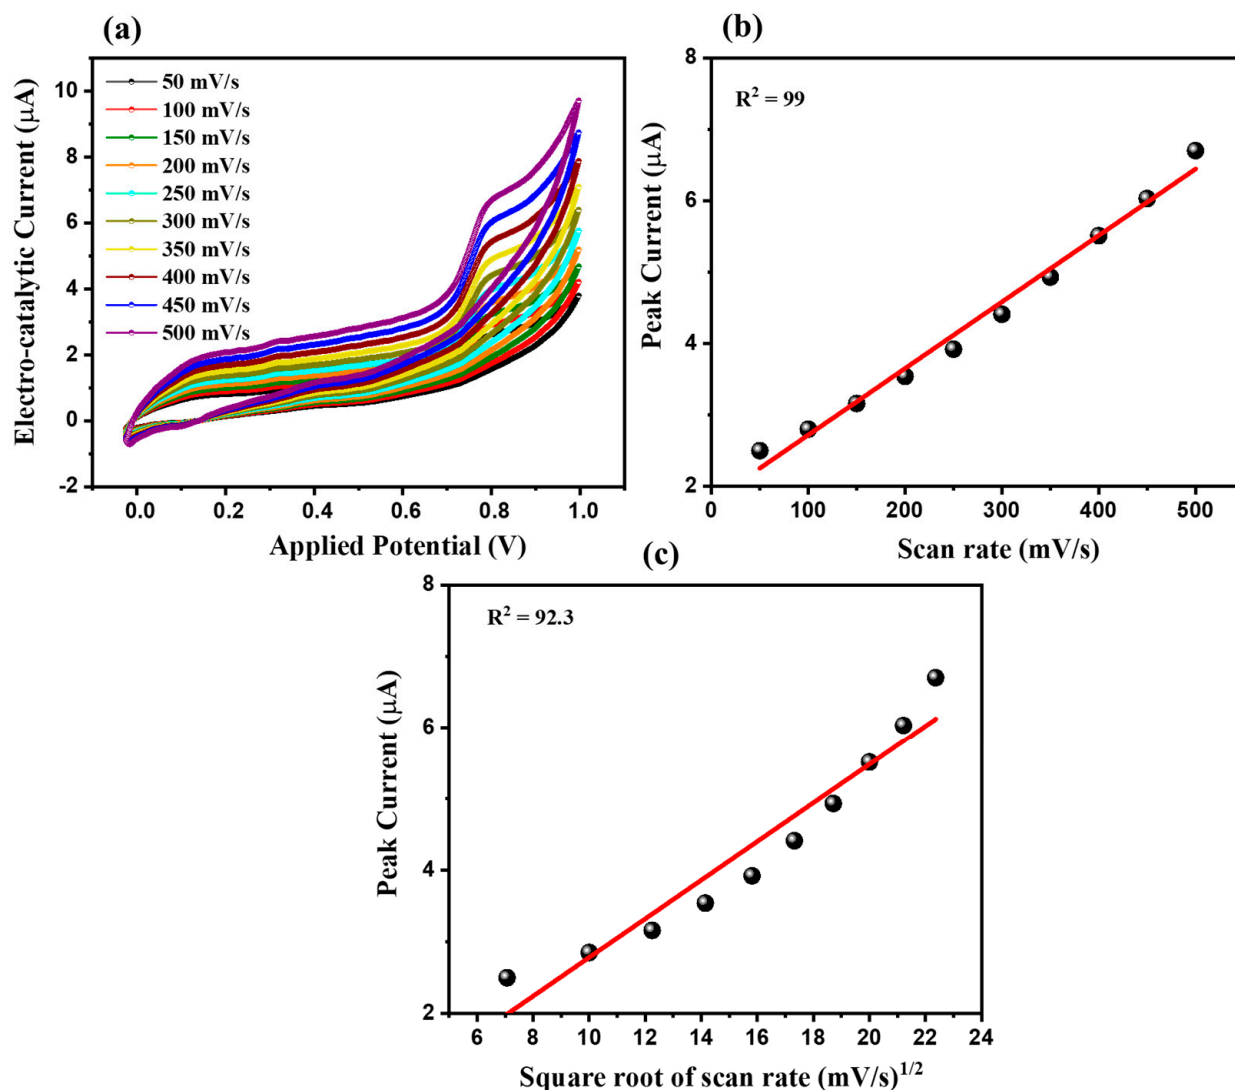 (a)
Electro-catalytic Current (μA)
10
8
6
4
2
0
-2
50 mV/s
100 mV/s
150 mV/s
200 mV/s
250 mV/s
300 mV/s
350 mV/s
400 mV/s
450 mV/s
500 mV/s
0.0 0.2 0.4 0.6 0.8 1.0
Applied Potential (V)
(b)
Peak Current (μA)
8
6
4
2
R² = 99
0 100 200 300 400 500
Scan rate (mV/s)
(c)
Peak Current (μA)
8
6
4
2
R² = 92.3
6 8 10 12 14 16 18 20 22 24
Square root of scan rate (mV/s)^1/2